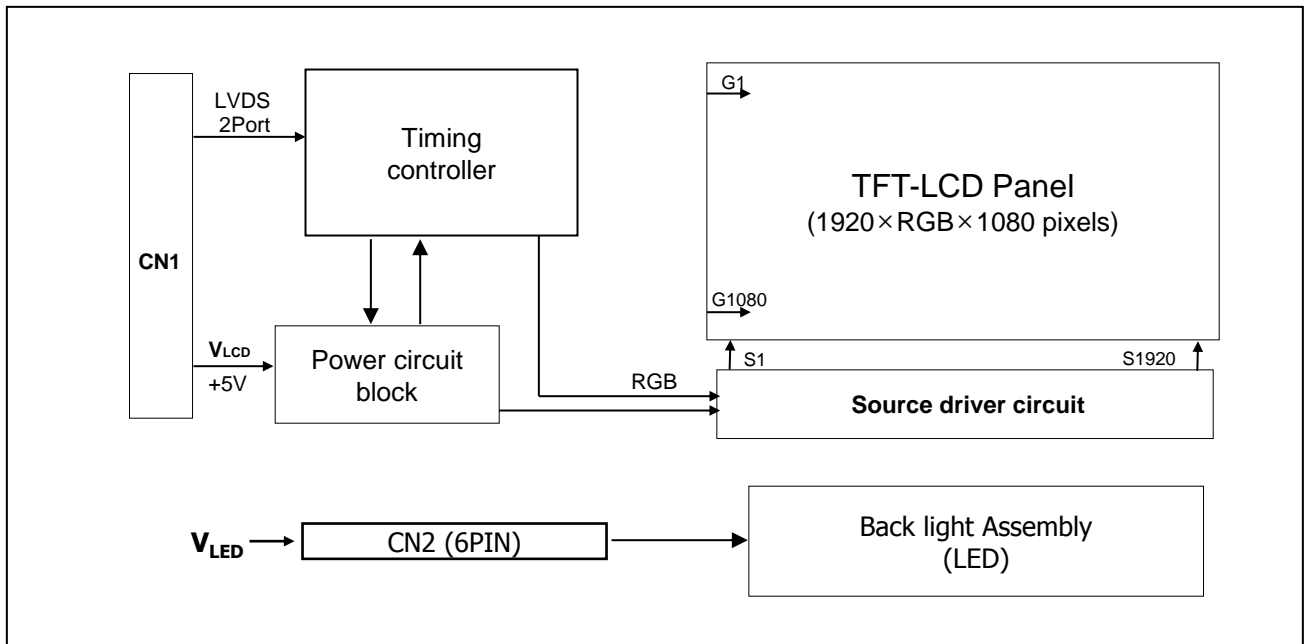 CN1
LVDS
2Port
Timing
controller
G1
TFT-LCD Panel
(1920×RGB×1080 pixels)
G1080
VLCD
+5V
Power circuit
block
RGB
S1
S1920
Source driver circuit
VLED
CN2 (6PIN)
Back light Assembly
(LED)